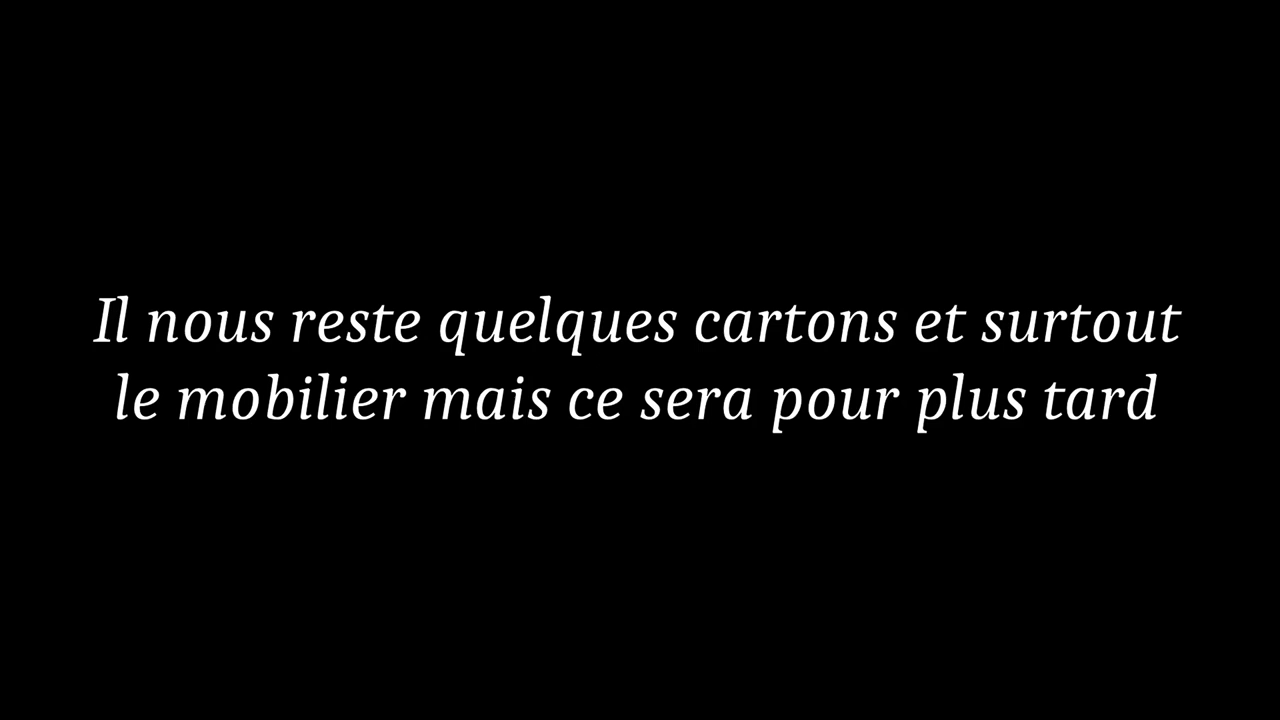 Il nous reste quelques cartons et surtout
le mobilier mais ce sera pour plus tard